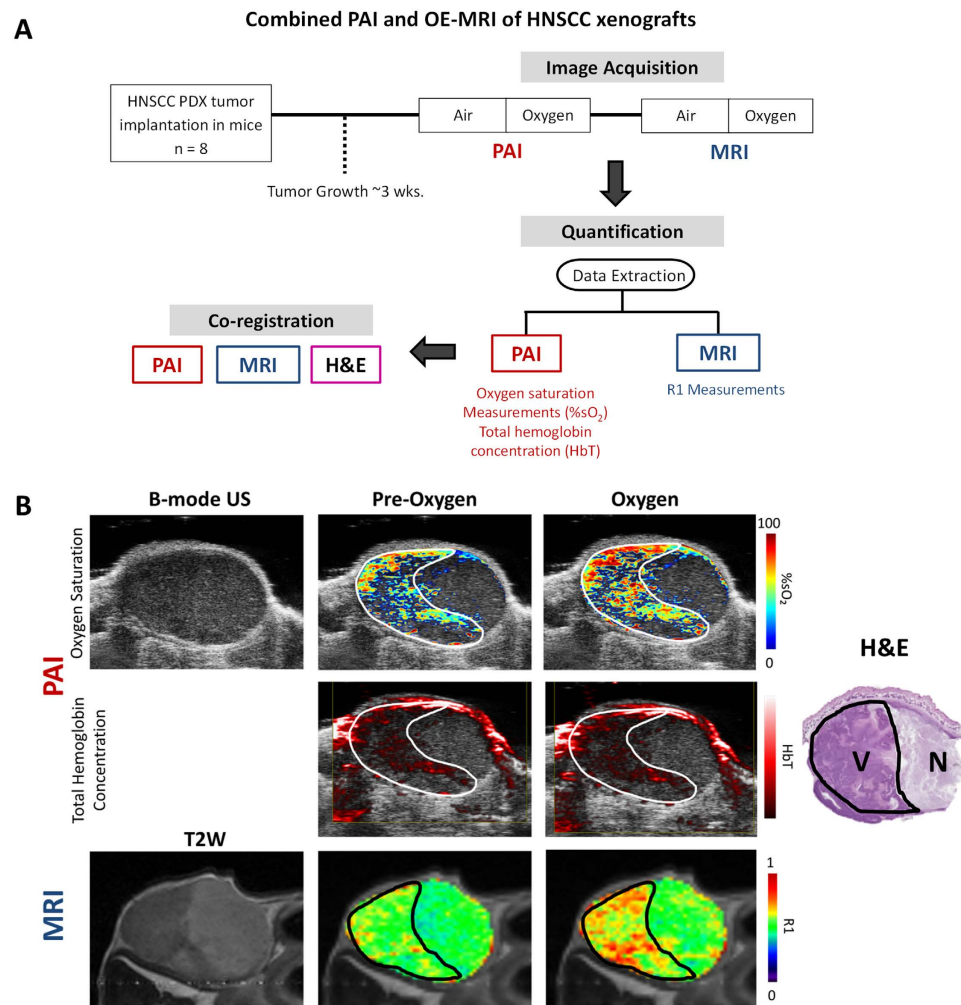 Combined PAI and OE-MRI of HNSCC xenografts
A
Image Acquisition
HNSCC PDX tumor
implantation in mice
n = 8
Air
Oxygen
Air
Oxygen
PAI
MRI
Tumor Growth ~3 wks.
Quantification
Data Extraction
Co-registration
PAI
MRI
H&E
PAI
MRI
Oxygen saturation
Measurements (%sO₂)
Total hemoglobin
concentration (HbT)
R1 Measurements
B
B-mode US
Pre-Oxygen
Oxygen
PAI
Oxygen Saturation
100
%sO₂
0
H&E
Total Hemoglobin
Concentration
HbT
V
N
T2W
MRI
1
R1
0